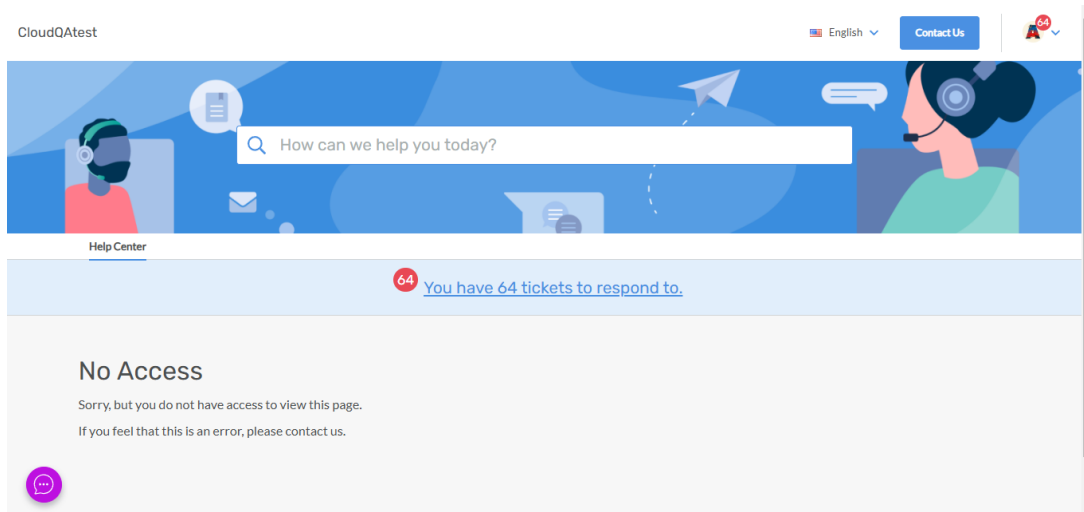 CloudQAtest
English
Contact Us
64
How can we help you today?
Help Center
64
You have 64 tickets to respond to.
No Access
Sorry, but you do not have access to view this page.
If you feel that this is an error, please contact us.